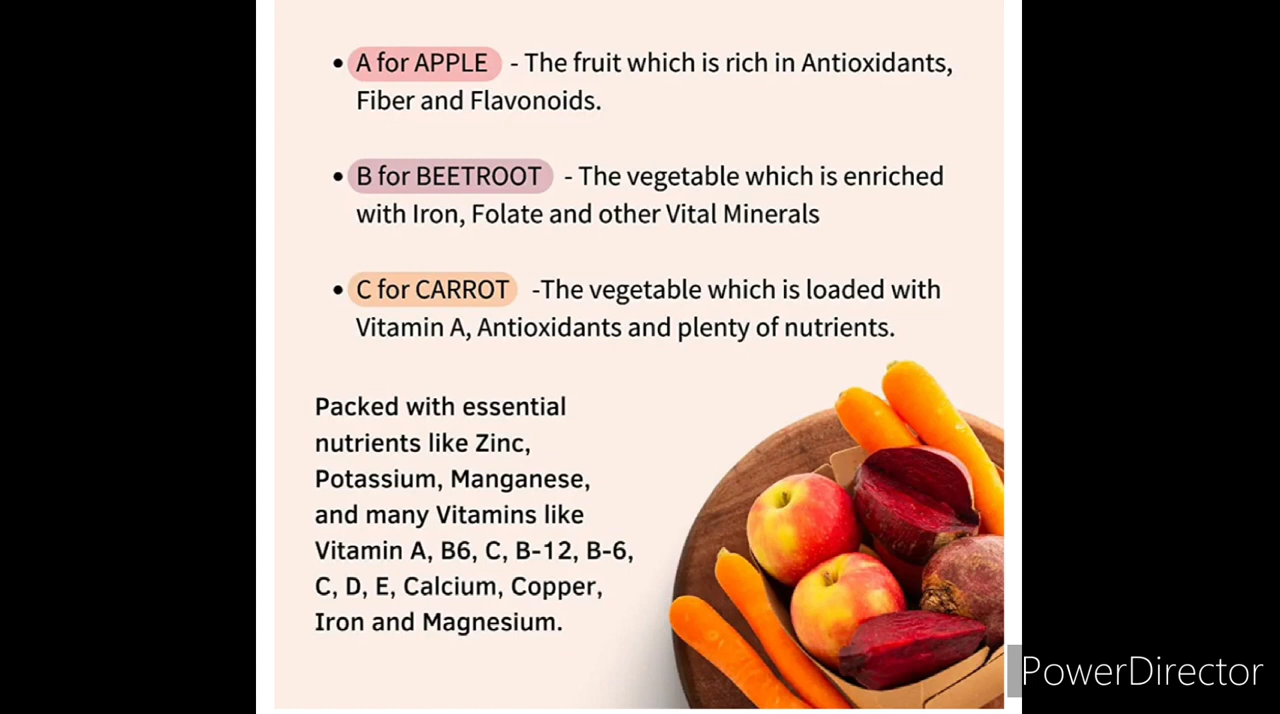 • A for APPLE - The fruit which is rich in Antioxidants,
Fiber and Flavonoids.
• B for BEETROOT - The vegetable which is enriched
with Iron, Folate and other Vital Minerals
• C for CARROT -The vegetable which is loaded with
Vitamin A, Antioxidants and plenty of nutrients.
Packed with essential
nutrients like Zinc,
Potassium, Manganese,
and many Vitamins like
Vitamin A, B6, C, B-12, B-6,
C, D, E, Calcium, Copper,
Iron and Magnesium.
PowerDirector